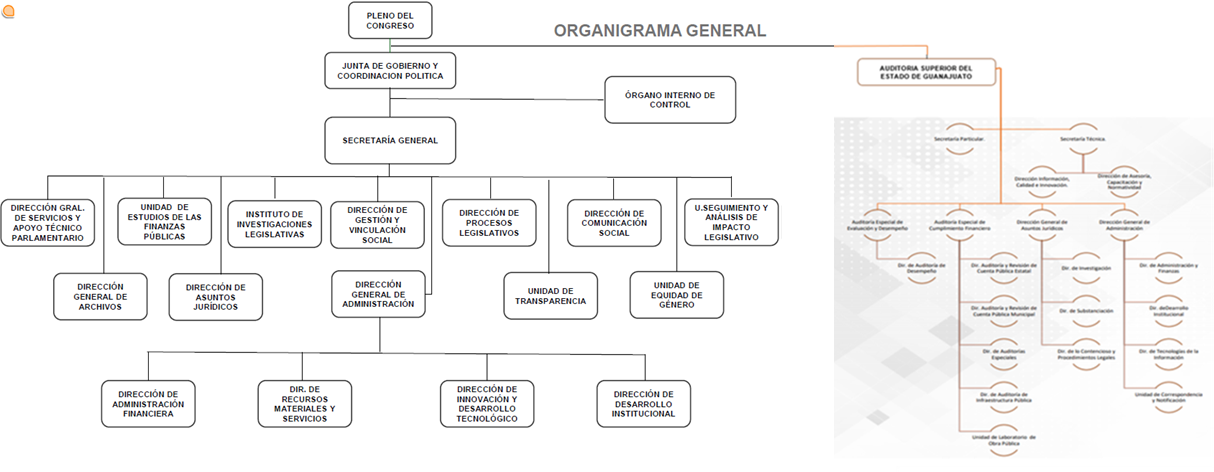 PLENO DEL
CONGRESO
ORGANIGRAMA GENERAL
JUNTA DE GOBIERNO Y
COORDINACION POLITICA
AUDITORIA SUPERIOR DEL
ESTADO DE GUANAJUATO
ÓRGANO INTERNO DE
CONTROL
SECRETARÍA GENERAL
DIRECCIÓN GRAL.
DE SERVICIOS Y
APOYO TÉCNICO
PARLAMENTARIO
UNIDAD DE
ESTUDIOS DE LAS
FINANZAS
PÚBLICAS
INSTITUTO DE
INVESTIGACIONES
LEGISLATIVAS
DIRECCIÓN DE
GESTIÓN Y
VINCULACIÓN
SOCIAL
DIRECCIÓN DE
PROCESOS
LEGISLATIVOS
DIRECCIÓN DE
COMUNICACIÓN
SOCIAL
U.SEGUIMIENTO Y
ANÁLISIS DE
IMPACTO
LEGISLATIVO
DIRECCIÓN
GENERAL DE
ARCHIVOS
DIRECCIÓN DE
ASUNTOS
JURÍDICOS
DIRECCIÓN
GENERAL DE
ADMINISTRACIÓN
UNIDAD DE
TRANSPARENCIA
UNIDAD DE
EQUIDAD DE
GÉNERO
DIRECCIÓN DE
ADMINISTRACIÓN
FINANCIERA
DIR. DE
RECURSOS
MATERIALES Y
SERVICIOS
DIRECCIÓN DE
INNOVACIÓN Y
DESARROLLO
TECNOLÓGICO
DIRECCIÓN DE
DESARROLLO
INSTITUCIONAL
Secretaría Particular.
Secretaría Técnica.
Dirección Información,
Calidad e Innovación.
Dirección de Asesoría,
Capacitación y
Normatividad
Auditoría Especial de
Evaluación y Desempeño
Auditoría Especial de
Cumplimiento Financiero
Dirección General de
Asuntos Jurídicos
Dirección General de
Administración.
Dir. de Auditoría de
Desempeño
Dir. Auditoría y Revisión de
Cuenta Pública Estatal
Dir. de Investigación
Dir. de Administración y
Finanzas
Dir. Auditoría y Revisión de
Cuenta Pública Municipal
Dir. de Substanciación
Dir. deDesarrollo
Institucional
Dir. de Auditorías
Especiales
Dir. de lo Contencioso y
Procedimientos Legales
Dir. de Tecnologías de la
Información
Dir. de Auditoría de
Infraestructura Pública
Unidad de Correspondencia
y Notificación
Unidad de Laboratorio de
Obra Pública